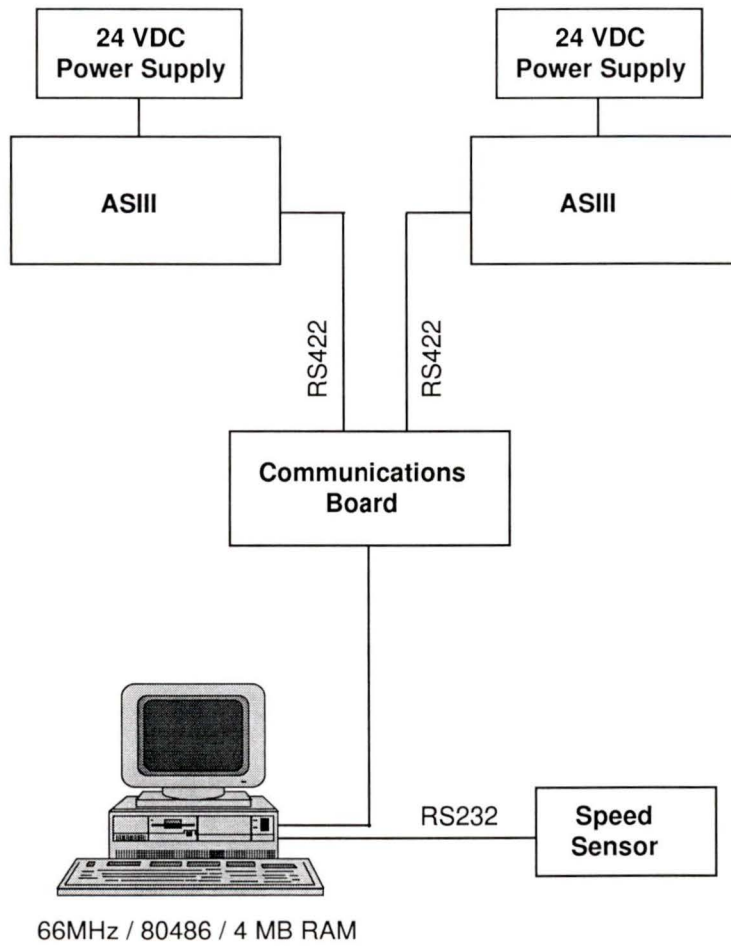 24 VDC
Power Supply
24 VDC
Power Supply
ASIII
ASIII
RS422
RS422
Communications
Board
RS232
Speed
Sensor
66MHz / 80486 / 4 MB RAM